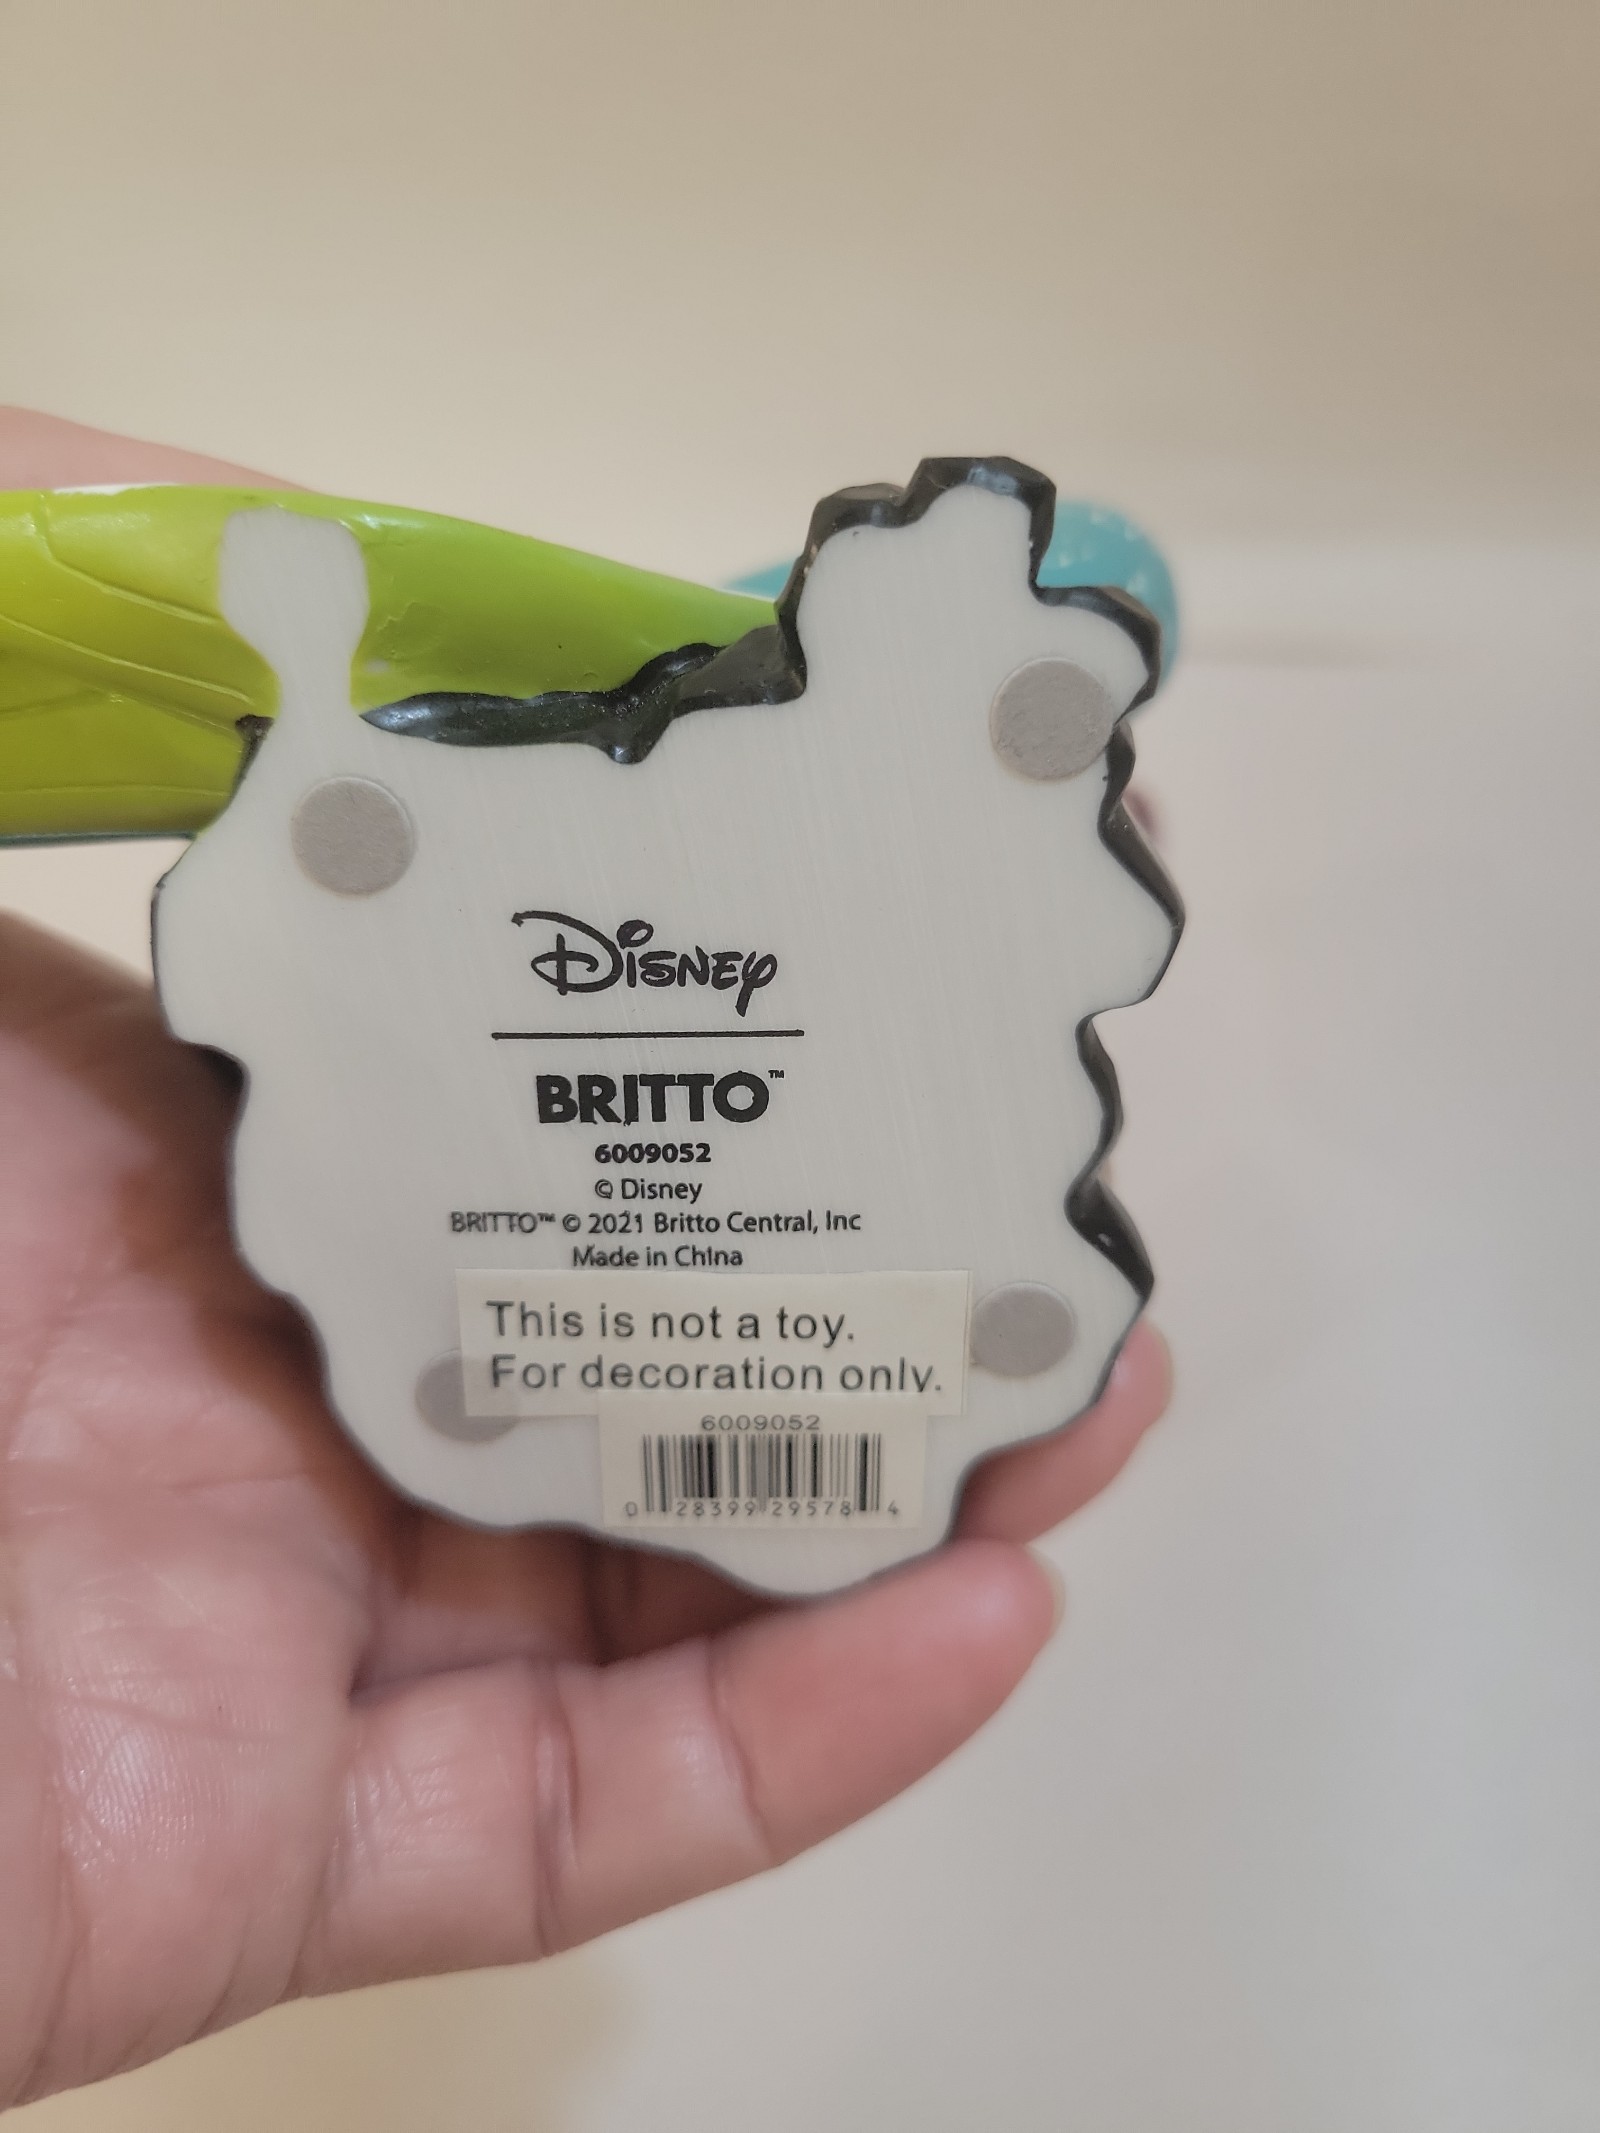 Disney
BRITTO™
6009052
© Disney
BRITTO™ © 2021 Britto Central, Inc
Made in China
This is not a toy.
For decoration only.
6009052
0 28399 29578 4